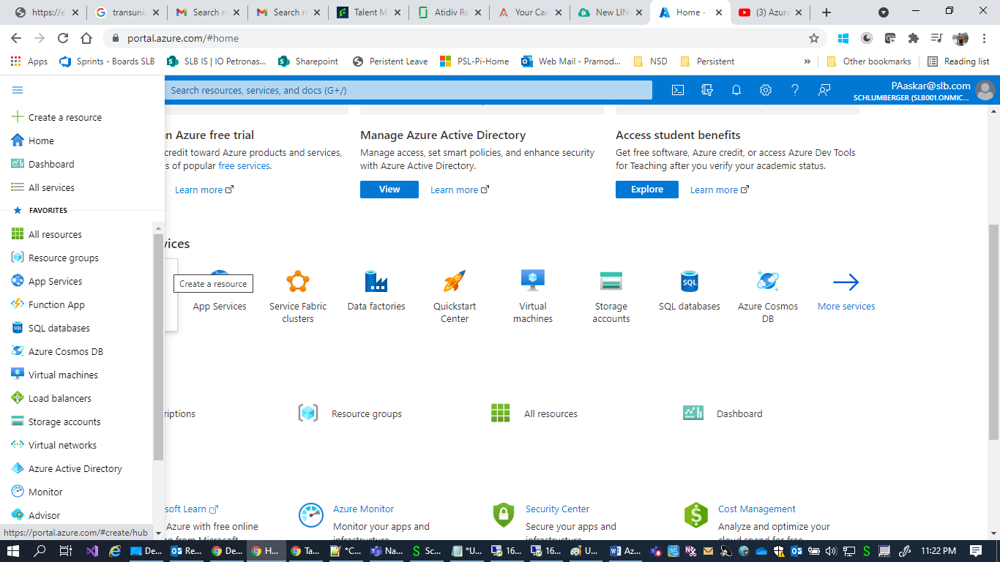 https://e
transuni
Search re
Search re
Talent M
Atidiv Re
Your Car
New LIN
Home -
(3) Azure
portal.azure.com/#home
Apps
Sprints - Boards SLB
SLB IS | IO Petronas...
Sharepoint
Peristent Leave
PSL-Pi-Home
Web Mail - Pramod...
NSD
Persistent
»
Other bookmarks
Reading list
Search resources, services, and docs (G+/)
PAaskar@slb.com
SCHLUMBERGER (SLB001.ONMIC...
Create a resource
Home
Dashboard
All services
FAVORITES
All resources
Resource groups
App Services
Function App
SQL databases
Azure Cosmos DB
Virtual machines
Load balancers
Storage accounts
Virtual networks
Azure Active Directory
Monitor
Advisor
https://portal.azure.com/#create/hub
n Azure free trial
credit toward Azure products and services,
s of popular free services.
Learn more
Manage Azure Active Directory
Manage access, set smart policies, and enhance security
with Azure Active Directory.
View
Learn more
Access student benefits
Get free software, Azure credit, or access Azure Dev Tools
for Teaching after you verify your academic status.
Explore
Learn more
vices
Create a resource
App Services
Service Fabric
clusters
Data factories
Quickstart
Center
Virtual
machines
Storage
accounts
SQL
SQL databases
Azure Cosmos
DB
More services
riptions
Resource groups
All resources
Dashboard
soft Learn
Azure with free online
ng from Microsoft
Azure Monitor
Monitor your apps and
infrastructure
Security Center
Secure your apps and
infrastructure
Cost Management
Analyze and optimize your
cloud spend for free
De...
Re...
De...
H...
Ta...
*C...
Na...
Sc...
*U...
16...
16...
U...
Az...
11:22 PM